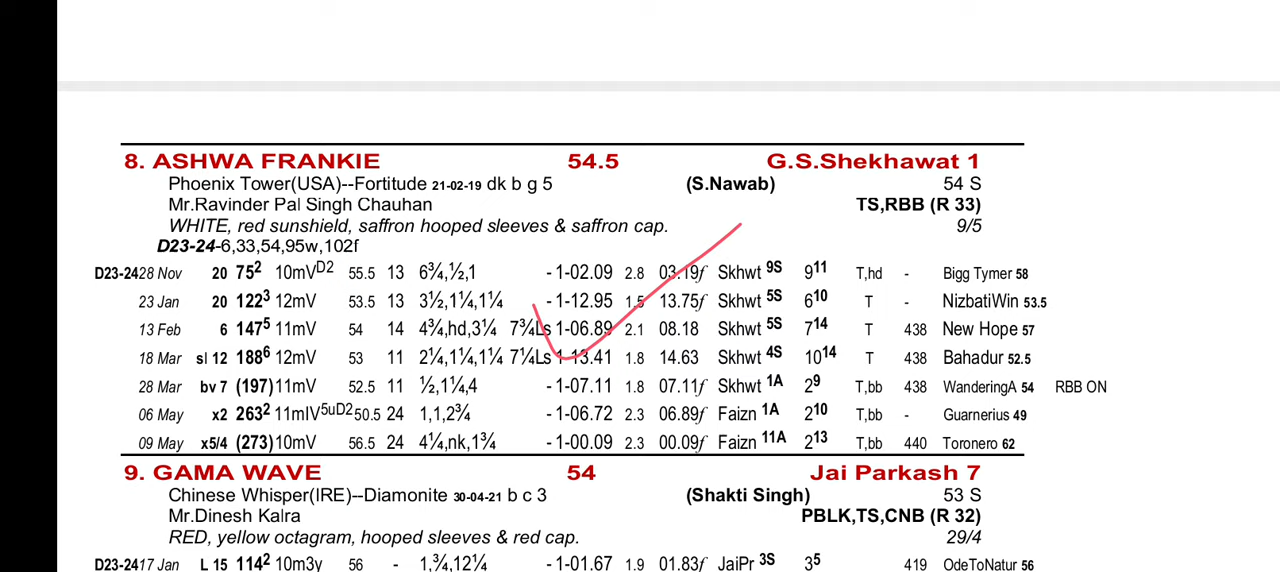 8. ASHWA FRANKIE 54.5 G.S.Shekhawat 1
Phoenix Tower(USA)--Fortitude 21-02-19 dk b g 5 (S.Nawab) 54 S
Mr.Ravinder Pal Singh Chauhan TS,RBB (R 33)
WHITE, red sunshield, saffron hooped sleeves & saffron cap. 9/5
D23-24-6,33,54,95w,102f
D23-24 28 Nov 20 75² 10mVD2 55.5 13 6¾,½,1 - 1-02.09 2.8 03.19f Skhwt 9S 9¹¹ T,hd - Bigg Tymer 58
23 Jan 20 122³ 12mV 53.5 13 3½,1¼,1¼ - 1-12.95 1.5 13.75f Skhwt 5S 6¹⁰ T - NizbatiWin 53.5
13 Feb 6 147⁵ 11mV 54 14 4¾,hd,3¼ 7¾Ls 1-06.89 2.1 08.18 Skhwt 5S 7¹⁴ T 438 New Hope 57
18 Mar sl 12 188⁶ 12mV 53 11 2¼,1¼,1¼ 7¼Ls 1-13.41 1.8 14.63 Skhwt 4S 10¹⁴ T 438 Bahadur 52.5
28 Mar bv 7 (197) 11mV 52.5 11 ½,1¼,4 - 1-07.11 1.8 07.11f Skhwt 1A 2⁹ T,bb 438 WanderingA 54 RBB ON
06 May x2 263² 11mIV5uD2 50.5 24 1,1,2¾ - 1-06.72 2.3 06.89f Faizn 1A 2¹⁰ T,bb - Guarnerius 49
09 May x5/4 (273) 10mV 56.5 24 4¼,nk,1¾ - 1-00.09 2.3 00.09f Faizn 11A 2¹³ T,bb 440 Toronero 62
9. GAMA WAVE 54 Jai Parkash 7
Chinese Whisper(IRE)--Diamonite 30-04-21 b c 3 (Shakti Singh) 53 S
Mr.Dinesh Kalra PBLK,TS,CNB (R 32)
RED, yellow octagram, hooped sleeves & red cap. 29/4
D23-24 17 Jan L 15 114² 10m3y 56 - 1,¾,12¼ - 1-01.67 1.9 01.83f JaiPr 3S 3⁵ 419 OdeToNatur 56